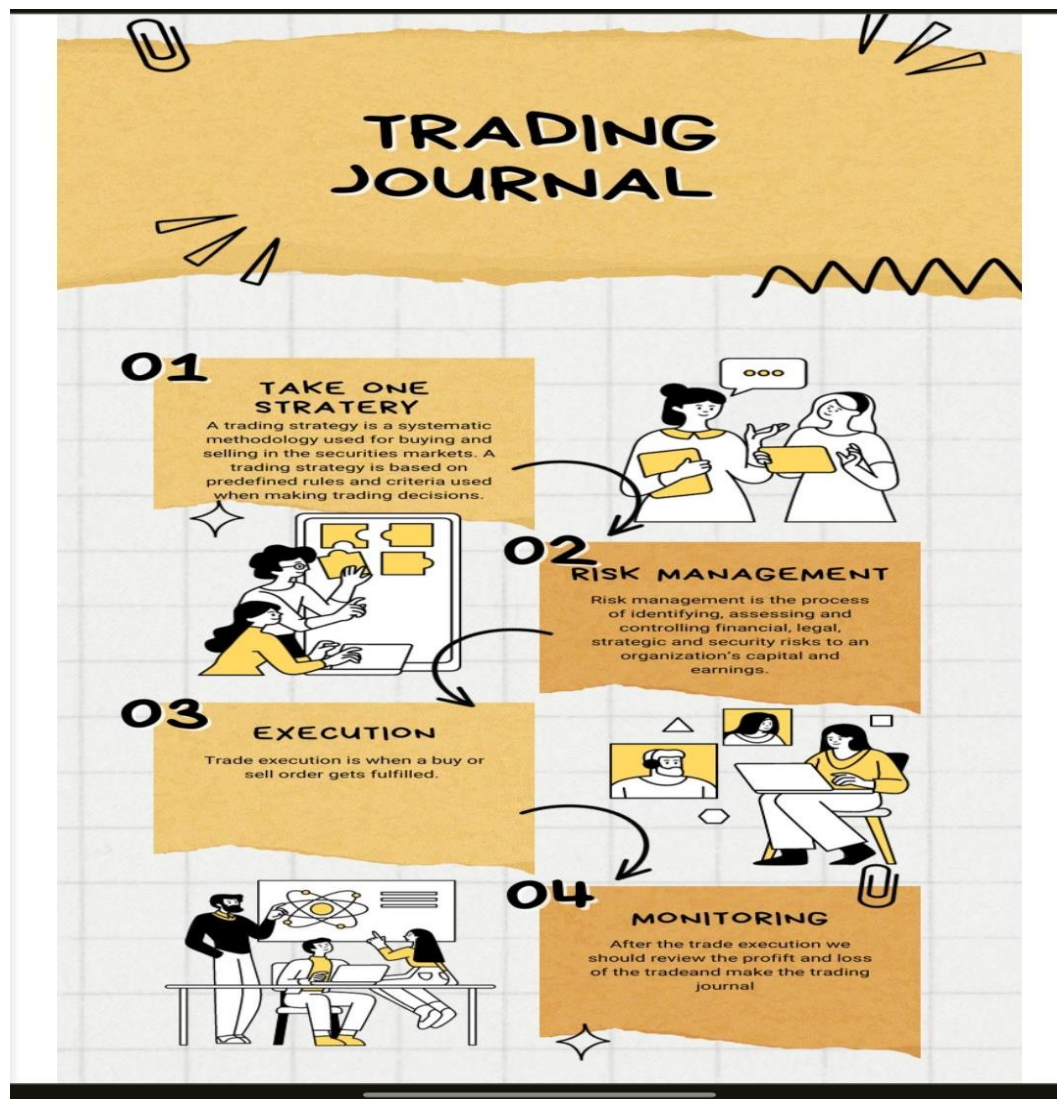 TRADING
JOURNAL
01
TAKE ONE
STRATERY
A trading strategy is a systematic
methodology used for buying and
selling in the securities markets. A
trading strategy is based on
predefined rules and criteria used
when making trading decisions.
02
RISK MANAGEMENT
Risk management is the process
of identifying, assessing and
controlling financial, legal,
strategic and security risks to an
organization's capital and
earnings.
03
EXECUTION
Trade execution is when a buy or
sell order gets fulfilled.
04
MONITORING
After the trade execution we
should review the profift and loss
of the tradeand make the trading
journal